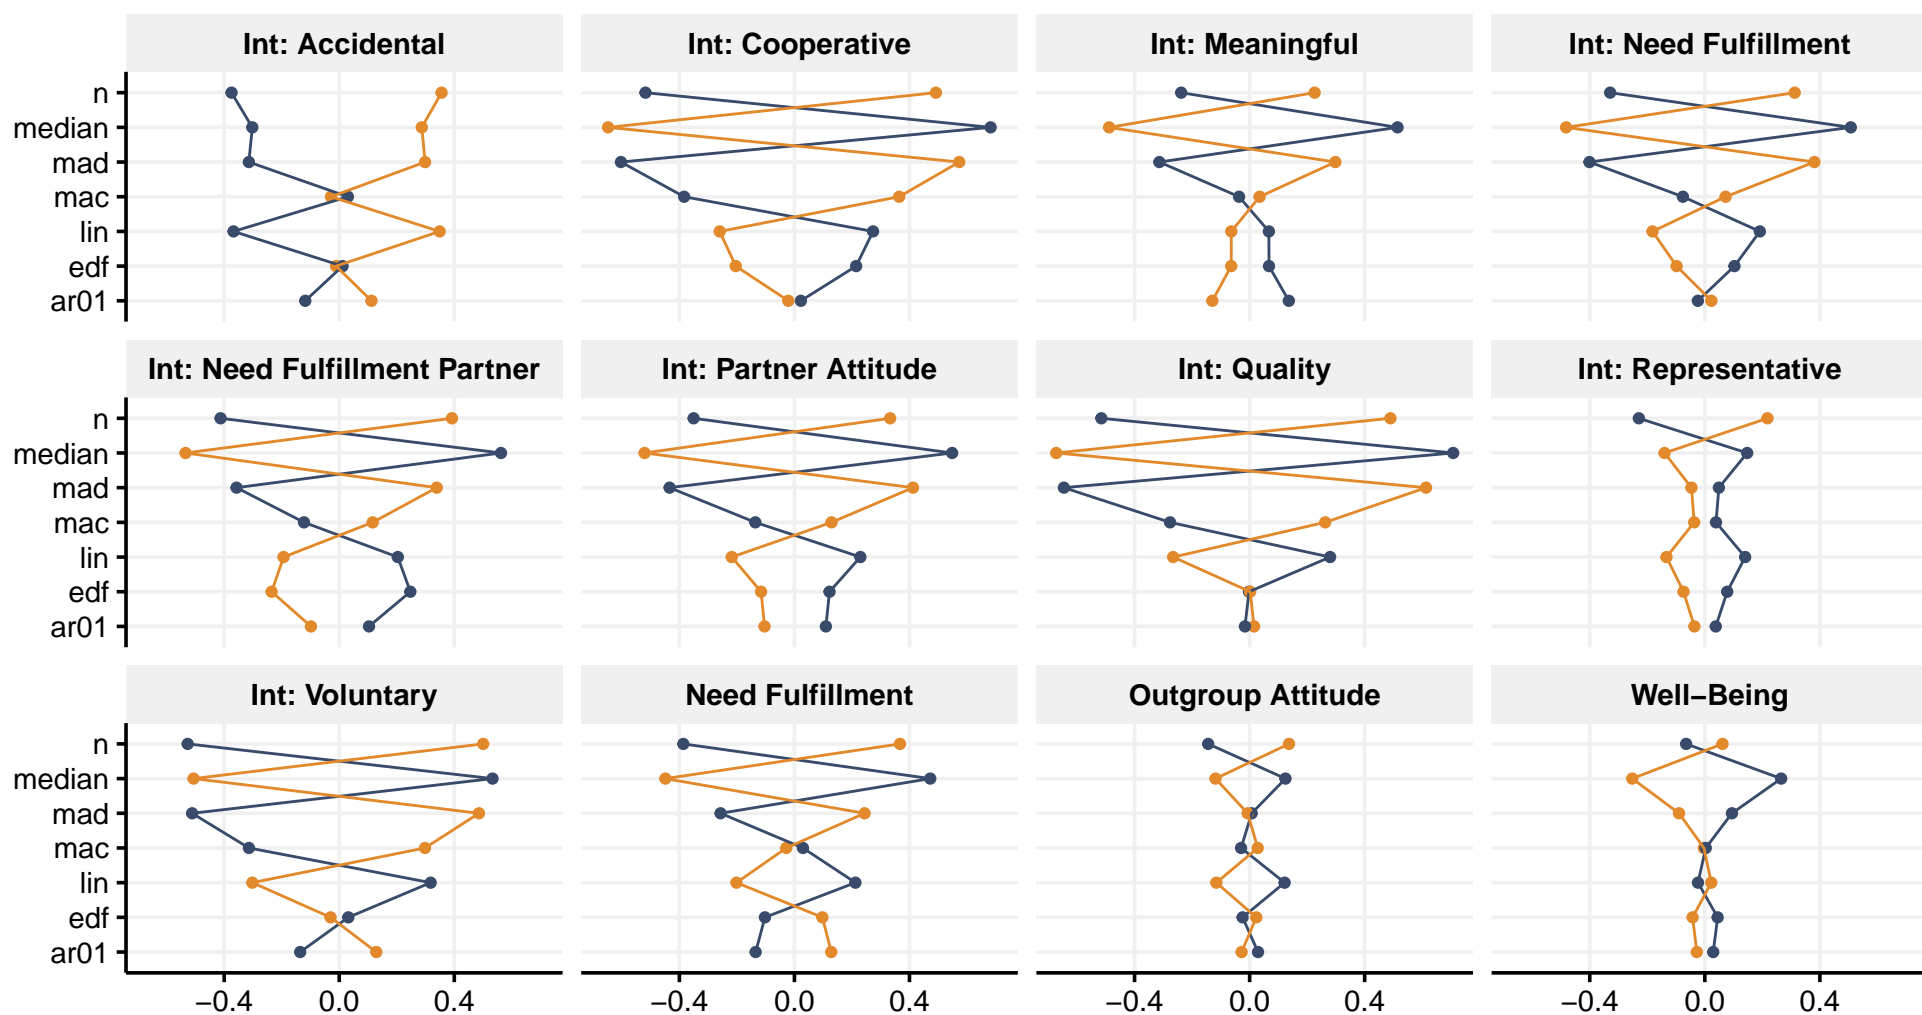 Int: Accidental
Int: Cooperative
Int: Meaningful
Int: Need Fulfillment
n
median
mad
mac
lin
edf
ar01
Int: Need Fulfillment Partner
Int: Partner Attitude
Int: Quality
Int: Representative
n
median
mad
mac
lin
edf
ar01
Int: Voluntary
Need Fulfillment
Outgroup Attitude
Well−Being
n
median
mad
mac
lin
edf
ar01
−0.4 0.0 0.4
−0.4 0.0 0.4
−0.4 0.0 0.4
−0.4 0.0 0.4